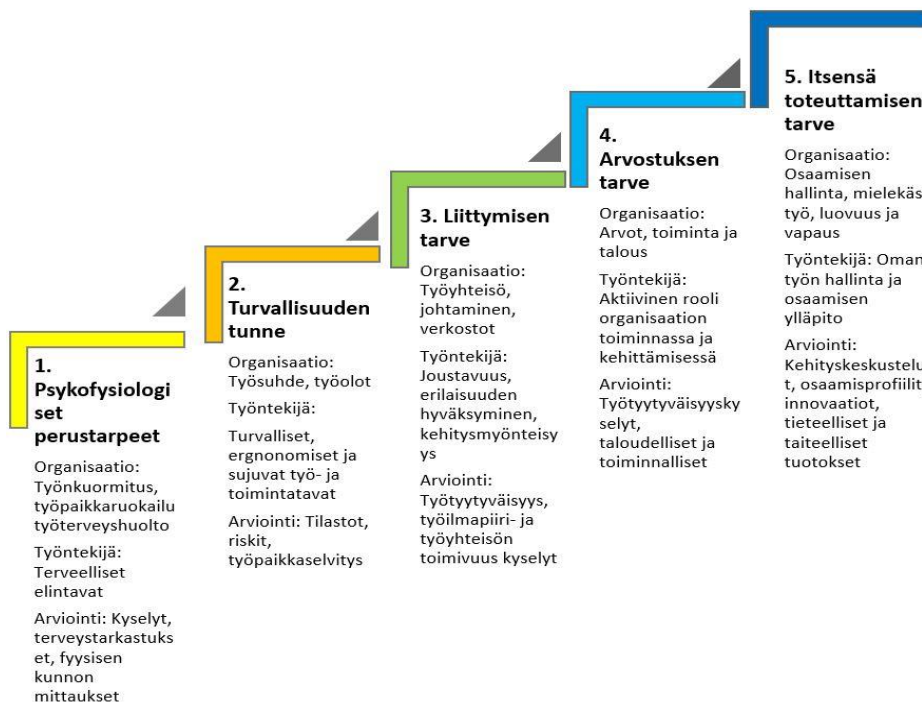 1.
Psykofysiologi
set
perustarpeet
Organisaatio:
Työnkuormitus,
työpaikkaruokailu
työterveyshuolto
Työntekijä:
Terveelliset
elintavat
Arviointi: Kyselyt,
terveystarkastuks
et, fyysisen
kunnon
mittaukset
2.
Turvallisuuden
tunne
Organisaatio:
Työsuhde, työolot
Työntekijä:
Turvalliset,
ergnonomiset ja
sujuvat työ- ja
toimintatavat
Arviointi: Tilastot,
riskit,
työpaikkaselvitys
3. Liittymisen
tarve
Organisaatio:
Työyhteisö,
johtaminen,
verkostot
Työntekijä:
Joustavuus,
erilaisuuden
hyväksyminen,
kehitysmyönteisy
ys
Arviointi:
Työtyytyväisyys,
työilmapiiri- ja
työyhteisön
toimivuus kyselyt
4.
Arvostuksen
tarve
Organisaatio:
Arvot, toiminta ja
talous
Työntekijä:
Aktiivinen rooli
organisaation
toiminnassa ja
kehittämisessä
Arviointi:
Työtyytyväisyysky
selyt,
taloudelliset ja
toiminnalliset
5. Itsensä
toteuttamisen
tarve
Organisaatio:
Osaamisen
hallinta, mielekäs
työ, luovuus ja
vapaus
Työntekijä: Oman
työn hallinta ja
osaamisen
ylläpito
Arviointi:
Kehityskeskustelu
t, osaamisprofiilit
innovaatiot,
tieteelliset ja
taiteelliset
tuotokset